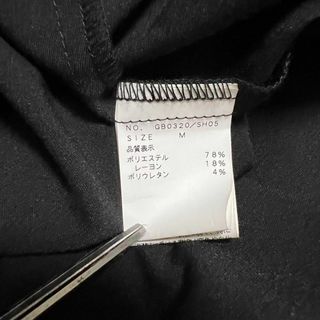 NO. GB0320/SH05
SIZE M
品質表示
ポリエステル 78%
レーヨン 18%
ポリウレタン 4%